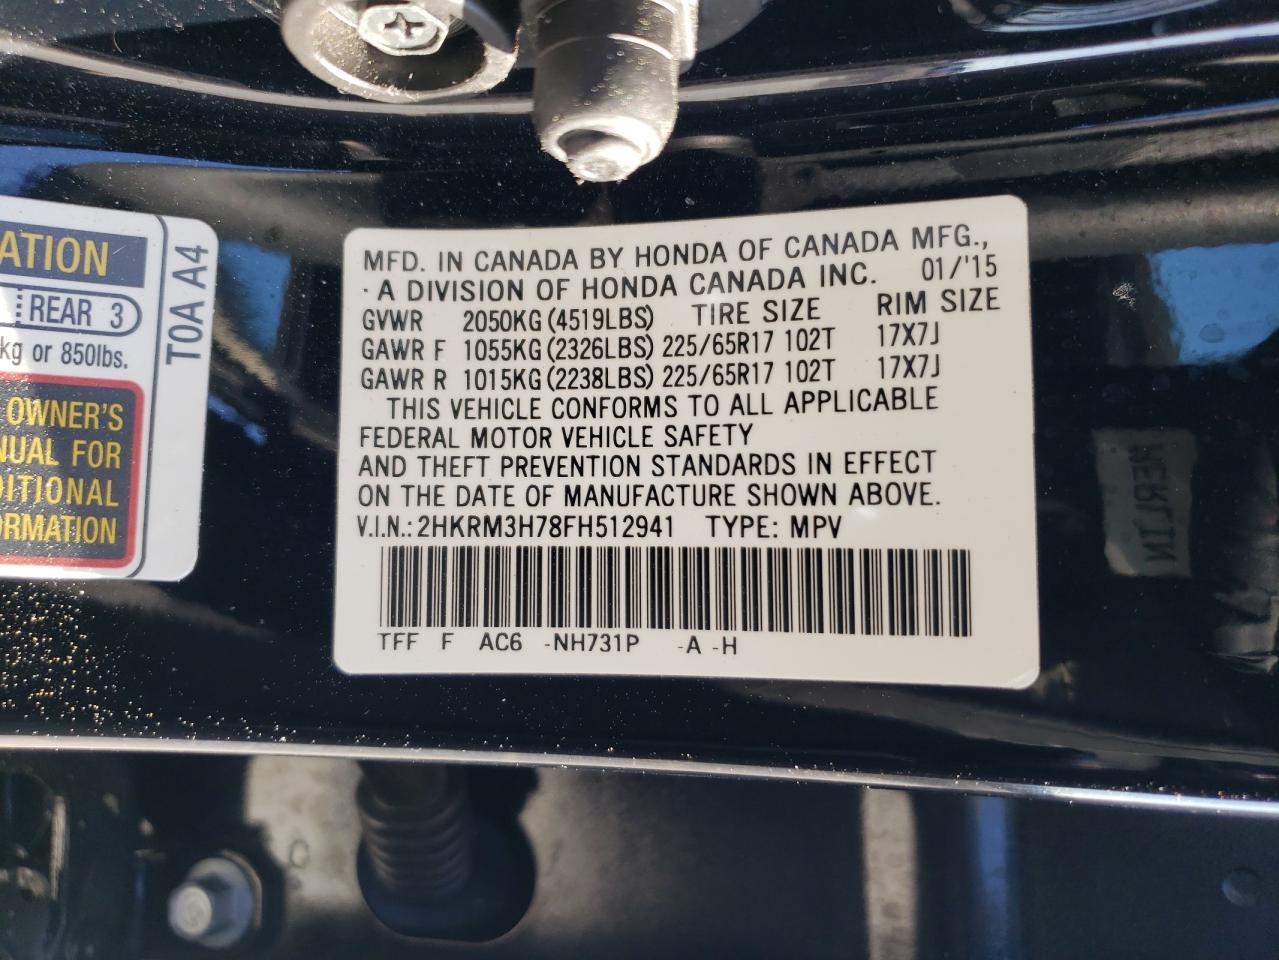 ATION
REAR 3
kg or 850lbs.
OWNER'S
NUAL FOR
DITIONAL
ORMATION
T0A A4
MFD. IN CANADA BY HONDA OF CANADA MFG.,
A DIVISION OF HONDA CANADA INC. 01/'15
GVWR 2050KG (4519LBS) TIRE SIZE RIM SIZE
GAWR F 1055KG (2326LBS) 225/65R17 102T 17X7J
GAWR R 1015KG (2238LBS) 225/65R17 102T 17X7J
THIS VEHICLE CONFORMS TO ALL APPLICABLE
FEDERAL MOTOR VEHICLE SAFETY
AND THEFT PREVENTION STANDARDS IN EFFECT
ON THE DATE OF MANUFACTURE SHOWN ABOVE.
V.I.N.: 2HKRM3H78FH512941 TYPE: MPV
TFF F AC6 -NH731P -A -H